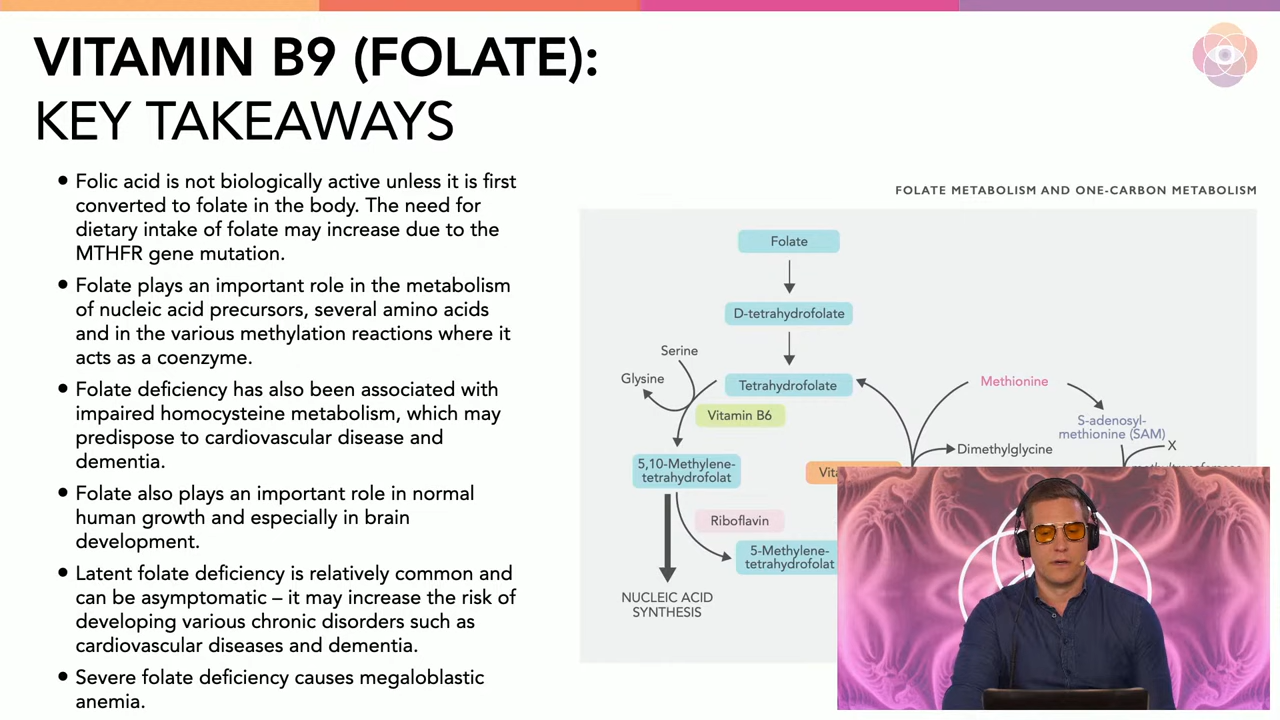 VITAMIN B9 (FOLATE):
KEY TAKEAWAYS
• Folic acid is not biologically active unless it is first
converted to folate in the body. The need for
dietary intake of folate may increase due to the
MTHFR gene mutation.
• Folate plays an important role in the metabolism
of nucleic acid precursors, several amino acids
and in the various methylation reactions where it
acts as a coenzyme.
• Folate deficiency has also been associated with
impaired homocysteine metabolism, which may
predispose to cardiovascular disease and
dementia.
• Folate also plays an important role in normal
human growth and especially in brain
development.
• Latent folate deficiency is relatively common and
can be asymptomatic – it may increase the risk of
developing various chronic disorders such as
cardiovascular diseases and dementia.
• Severe folate deficiency causes megaloblastic
anemia.
FOLATE METABOLISM AND ONE-CARBON METABOLISM
Folate
D-tetrahydrofolate
Serine
Glycine
Tetrahydrofolate
Methionine
Vitamin B6
S-adenosyl-
methionine (SAM)
X
Dimethylglycine
5,10-Methylene-
tetrahydrofolat
Riboflavin
5-Methylene-
tetrahydrofolat
NUCLEIC ACID
SYNTHESIS